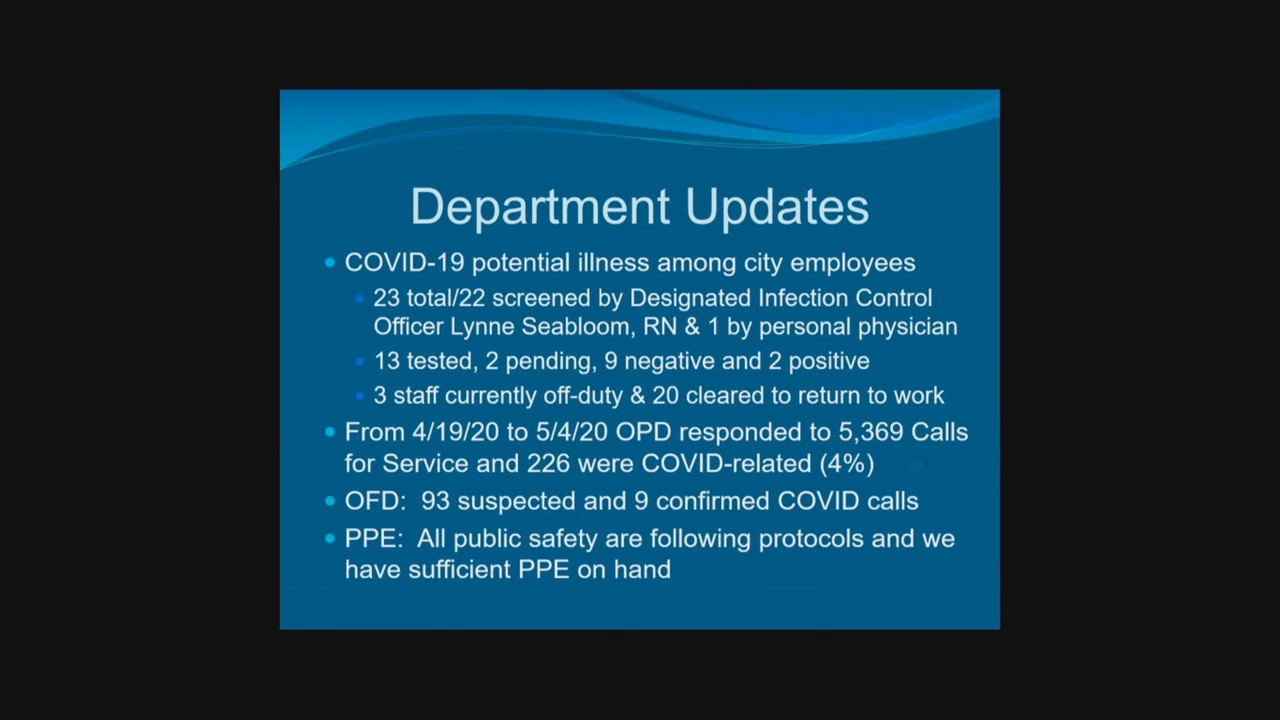 Department Updates
COVID-19 potential illness among city employees
23 total/22 screened by Designated Infection Control
Officer Lynne Seabloom, RN & 1 by personal physician
13 tested, 2 pending, 9 negative and 2 positive
3 staff currently off-duty & 20 cleared to return to work
From 4/19/20 to 5/4/20 OPD responded to 5,369 Calls
for Service and 226 were COVID-related (4%)
OFD:  93 suspected and 9 confirmed COVID calls
PPE:  All public safety are following protocols and we
have sufficient PPE on hand